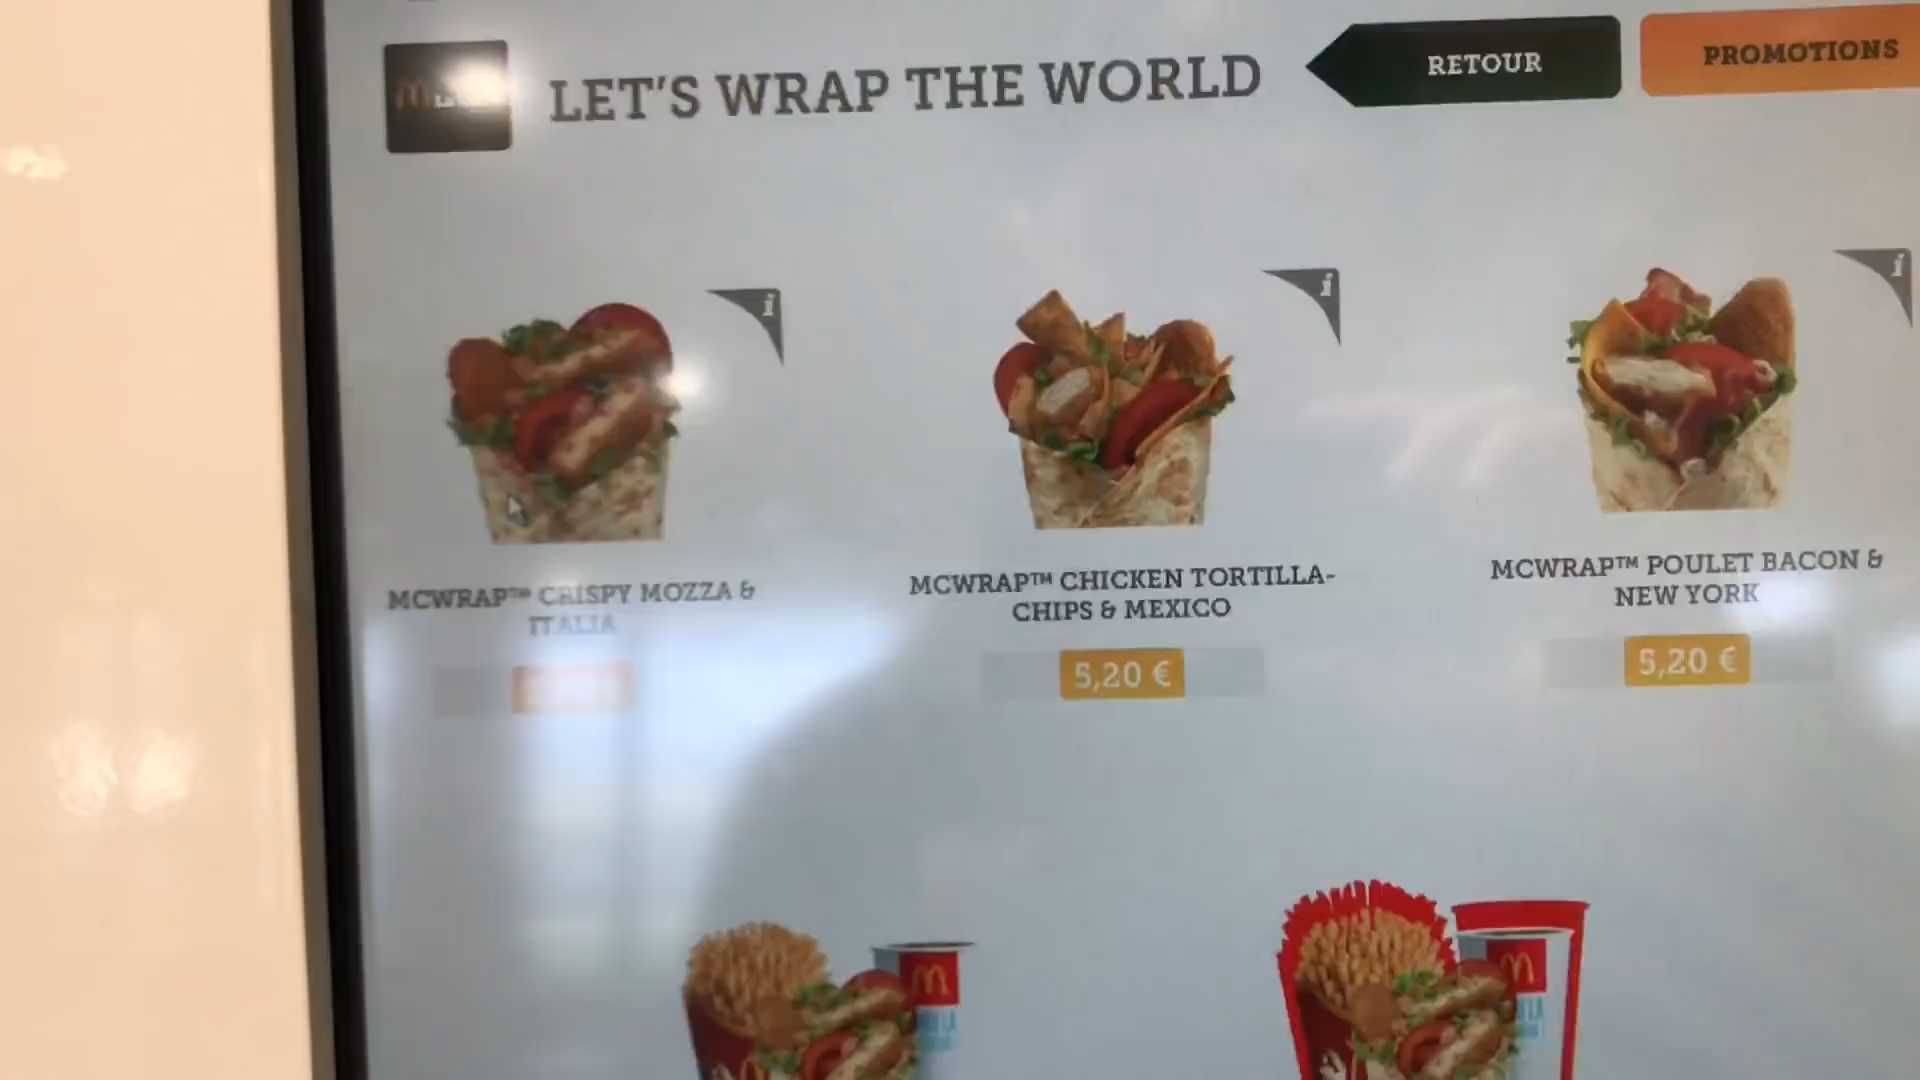 LET'S WRAP THE WORLD
RETOUR
PROMOTIONS
MCWRAP™ CRISPY MOZZA &
ITALIA
MCWRAP™ CHICKEN TORTILLA-
CHIPS & MEXICO
5,20 €
MCWRAP™ POULET BACON &
NEW YORK
5,20 €